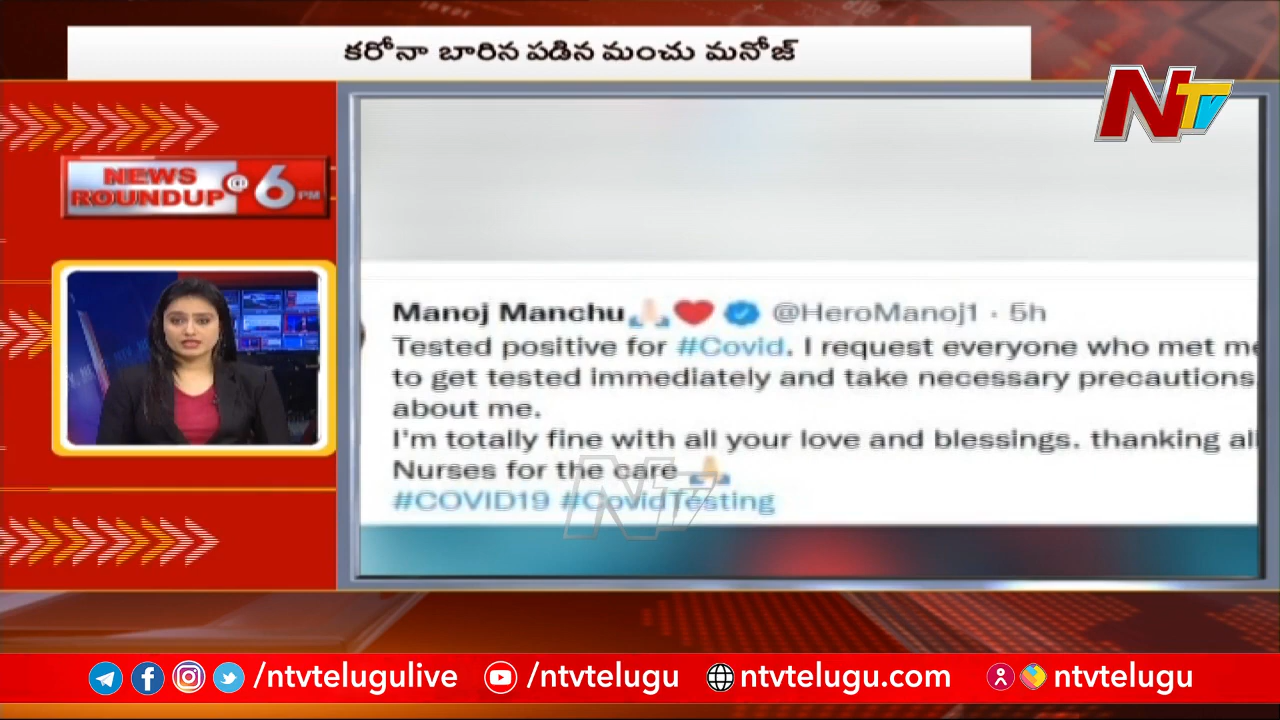 కరోనా బారిన పడిన మంచు మనోజ్
NTV
NEWS
ROUNDUP @ 6 PM
Manoj Manchu🙏🏻❤️ @HeroManoj1 · 5h
Tested positive for #Covid. I request everyone who met me
to get tested immediately and take necessary precautions.
about me.
I'm totally fine with all your love and blessings. thanking all
Nurses for the care 🙏🏻
#COVID19 #CovidTesting
NTV
/ntvtelugulive /ntvtelugu ntvtelugu.com ntvtelugu